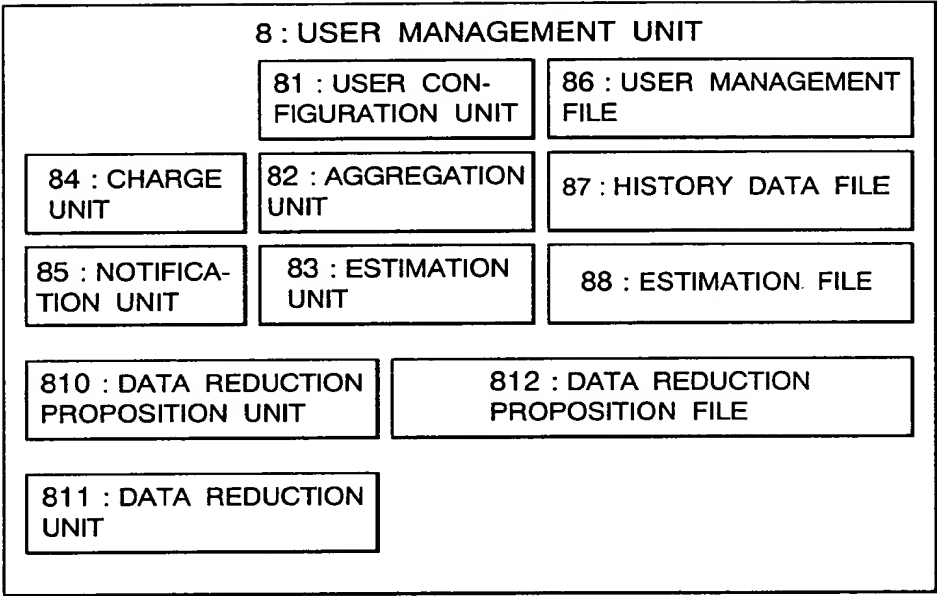 8 : USER MANAGEMENT UNIT
81 : USER CON-
FIGURATION UNIT
86 : USER MANAGEMENT
FILE
84 : CHARGE
UNIT
82 : AGGREGATION
UNIT
87 : HISTORY DATA FILE
85 : NOTIFICA-
TION UNIT
83 : ESTIMATION
UNIT
88 : ESTIMATION FILE
810 : DATA REDUCTION
PROPOSITION UNIT
812 : DATA REDUCTION
PROPOSITION FILE
811 : DATA REDUCTION
UNIT